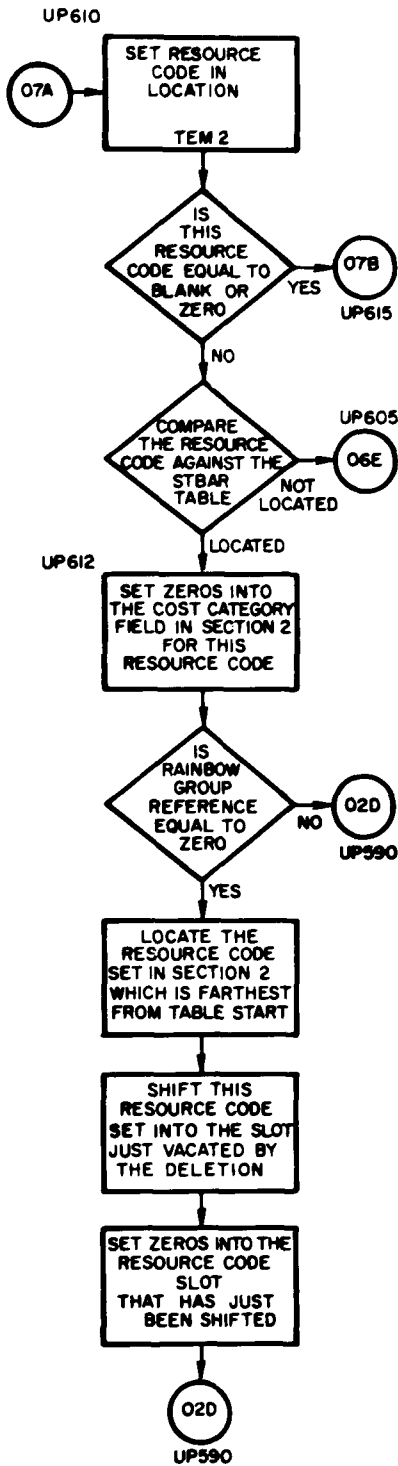 UP610
07A
SET RESOURCE
CODE IN
LOCATION
TEM 2
IS
THIS
RESOURCE
CODE EQUAL TO
BLANK OR
ZERO
YES
07B
UP615
NO
COMPARE
THE RESOURCE
CODE AGAINST THE
STBAR
TABLE
UP605
06E
NOT
LOCATED
LOCATED
UP612
SET ZEROS INTO
THE COST CATEGORY
FIELD IN SECTION 2
FOR THIS
RESOURCE CODE
IS
RAINBOW
GROUP
REFERENCE
EQUAL TO
ZERO
NO
02D
UP590
YES
LOCATE THE
RESOURCE CODE
SET IN SECTION 2
WHICH IS FARTHEST
FROM TABLE START
SHIFT THIS
RESOURCE CODE
SET INTO THE SLOT
JUST VACATED BY
THE DELETION
SET ZEROS INTO THE
RESOURCE CODE
SLOT
THAT HAS JUST
BEEN SHIFTED
02D
UP590